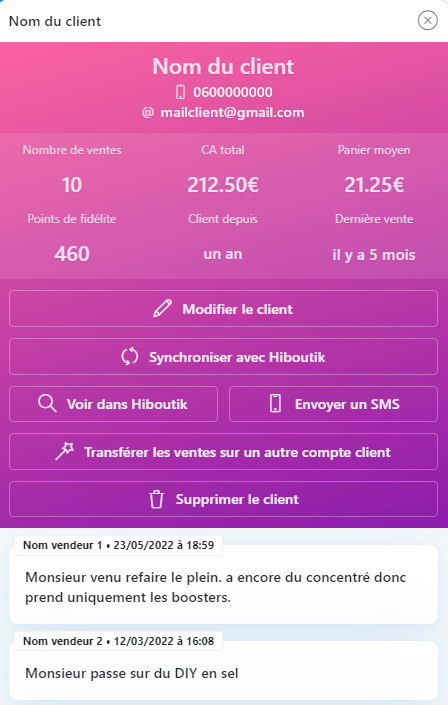 Nom du client
Nom du client
0600000000
@ mailclient@gmail.com
Nombre de ventes CA total Panier moyen
10 212.50€ 21.25€
Points de fidélite Client depuis Dernière vente
460 un an il y a 5 mois
Modifier le client
Synchroniser avec Hiboutik
Voir dans Hiboutik Envoyer un SMS
Transférer les ventes sur un autre compte client
Supprimer le client
Nom vendeur 1 • 23/05/2022 à 18:59
Monsieur venu refaire le plein. a encore du concentré donc
prend uniquement les boosters.
Nom vendeur 2 • 12/03/2022 à 16:08
Monsieur passe sur du DIY en sel